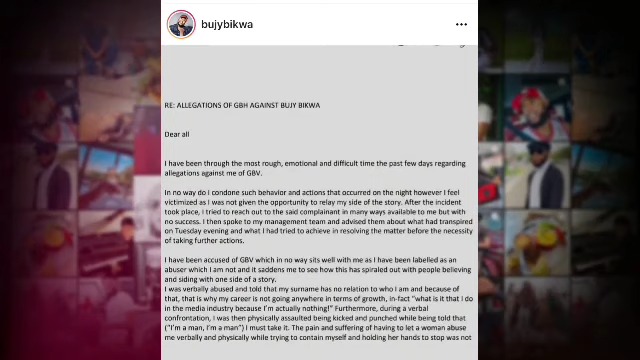 bujybikwa
RE: ALLEGATIONS OF GBH AGAINST BUJY BIKWA
Dear all
I have been through the most rough, emotional and difficult time the past few days regarding
allegations against me of GBV.
In no way do I condone such behavior and actions that occurred on the night however I feel
victimized as I was not given the opportunity to relay my side of the story. After the incident
took place, I tried to reach out to the said complainant in many ways available to me but with
no success. I then spoke to my management team and advised them about what had transpired
on Tuesday evening and what I had tried to achieve in resolving the matter before the necessity
of taking further actions.
I have been accused of GBV which in no way sits well with me as I have been labelled as an
abuser which I am not and it saddens me to see how this has spiraled out with people believing
and siding with one side of a story.
I was verbally abused and told that my surname has no relation to who I am and because of
that, that is why my career is not going anywhere in terms of growth, in-fact "what is it that I do
in the media industry because I'm actually nothing!" Furthermore, during a verbal
confrontation, I was then physically assaulted being kicked and punched while being told that
("I'm a man, I'm a man") I must take it. The pain and suffering of having to let a woman abuse
me verbally and physically while trying to contain myself and holding her hands to stop was not